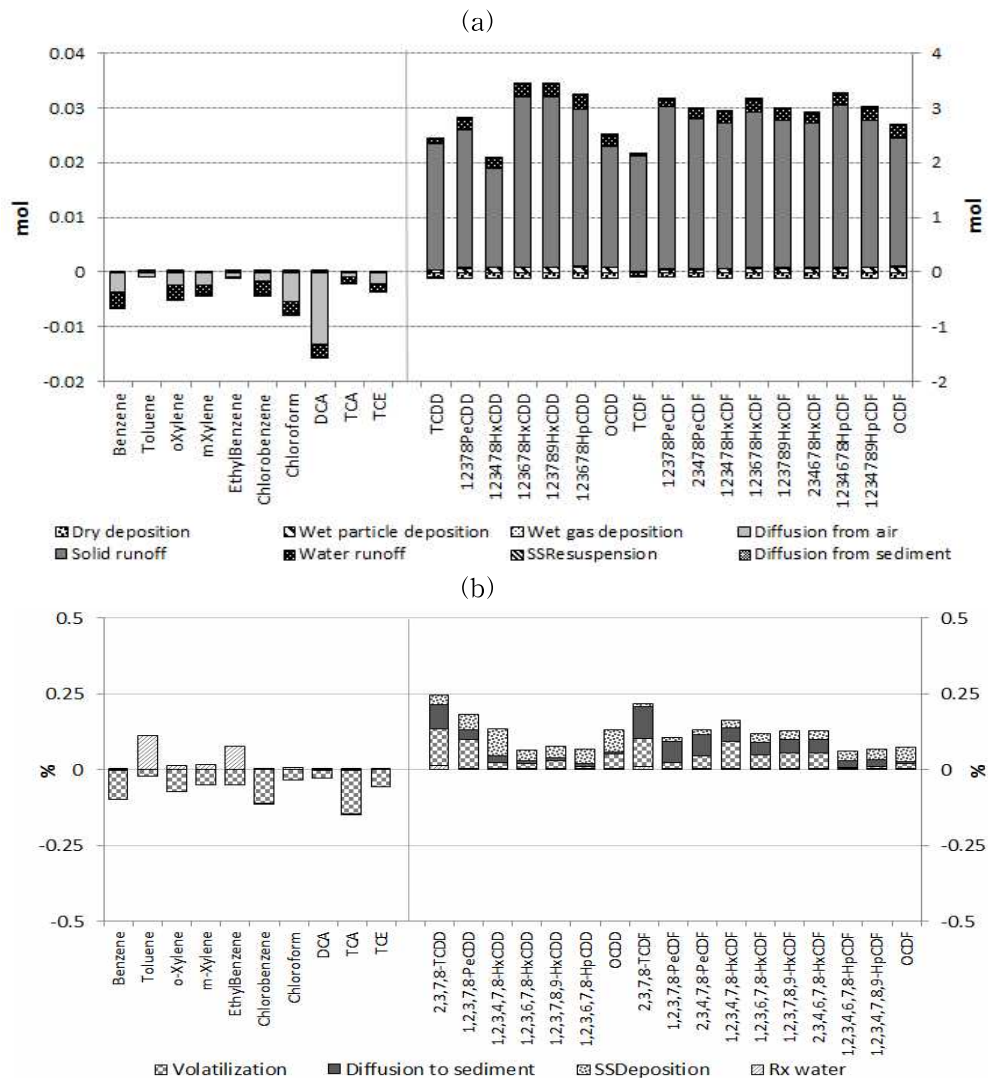 (a)
0.04
0.03
0.02
0.01
0
-0.01
-0.02
mol
4
3
2
1
0
-1
-2
mol
Benzene
Toluene
oXylene
mXylene
EthylBenzene
Chlorobenzene
Chloroform
DCA
TCA
TCE
TCDD
12378PeCDD
123478HxCDD
123678HxCDD
123789HxCDD
123678HpCDD
OCDD
TCDF
12378PeCDF
23478PeCDF
123478HxCDF
123678HxCDF
123789HxCDF
234678HxCDF
1234678HpCDF
1234789HpCDF
OCDF
Dry deposition Wet particle deposition Wet gas deposition Diffusion from air
Solid runoff Water runoff SSResuspension Diffusion from sediment
(b)
0.5
0.25
0
-0.25
-0.5
%
0.5
0.25
0
-0.25
-0.5
%
Benzene
Toluene
o-Xylene
m-Xylene
EthylBenzene
Chlorobenzene
Chloroform
DCA
TCA
TCE
2,3,7,8-TCDD
1,2,3,7,8-PeCDD
1,2,3,4,7,8-HxCDD
1,2,3,6,7,8-HxCDD
1,2,3,7,8,9-HxCDD
1,2,3,6,7,8-HpCDD
OCDD
2,3,7,8-TCDF
1,2,3,7,8-PeCDF
2,3,4,7,8-PeCDF
1,2,3,4,7,8-HxCDF
1,2,3,6,7,8-HxCDF
1,2,3,7,8,9-HxCDF
2,3,4,6,7,8-HxCDF
1,2,3,4,6,7,8-HpCDF
1,2,3,4,7,8,9-HpCDF
OCDF
Volatilization Diffusion to sediment SSDeposition Rx water